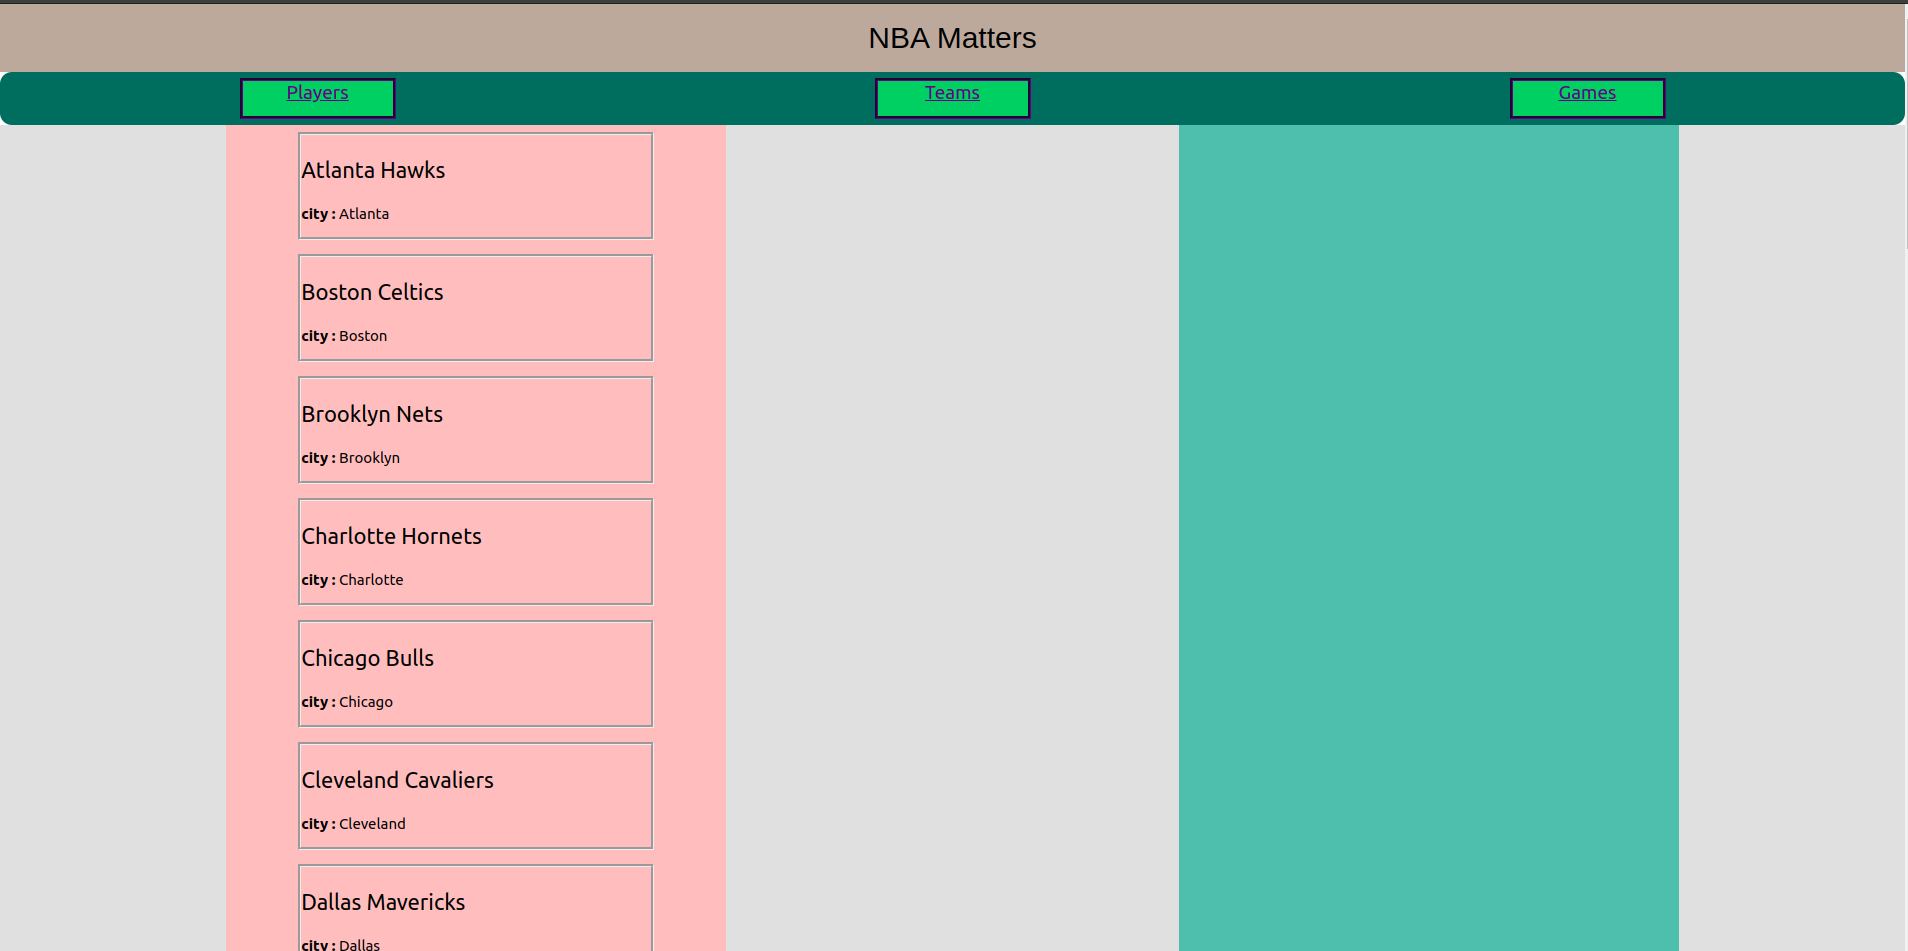 NBA Matters
Players Teams Games
Atlanta Hawks
city : Atlanta
Boston Celtics
city : Boston
Brooklyn Nets
city : Brooklyn
Charlotte Hornets
city : Charlotte
Chicago Bulls
city : Chicago
Cleveland Cavaliers
city : Cleveland
Dallas Mavericks
city : Dallas